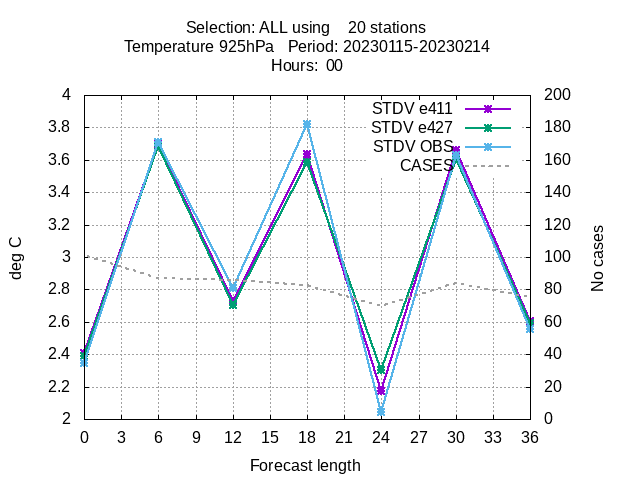 Selection: ALL using    20 stations
Temperature 925hPa   Period: 20230115-20230214
Hours:  00
STDV e411
STDV e427
STDV OBS
CASES
4
3.8
3.6
3.4
3.2
3
2.8
2.6
2.4
2.2
2
200
180
160
140
120
100
80
60
40
20
0
deg C
No cases
0 3 6 9 12 15 18 21 24 27 30 33 36
Forecast length